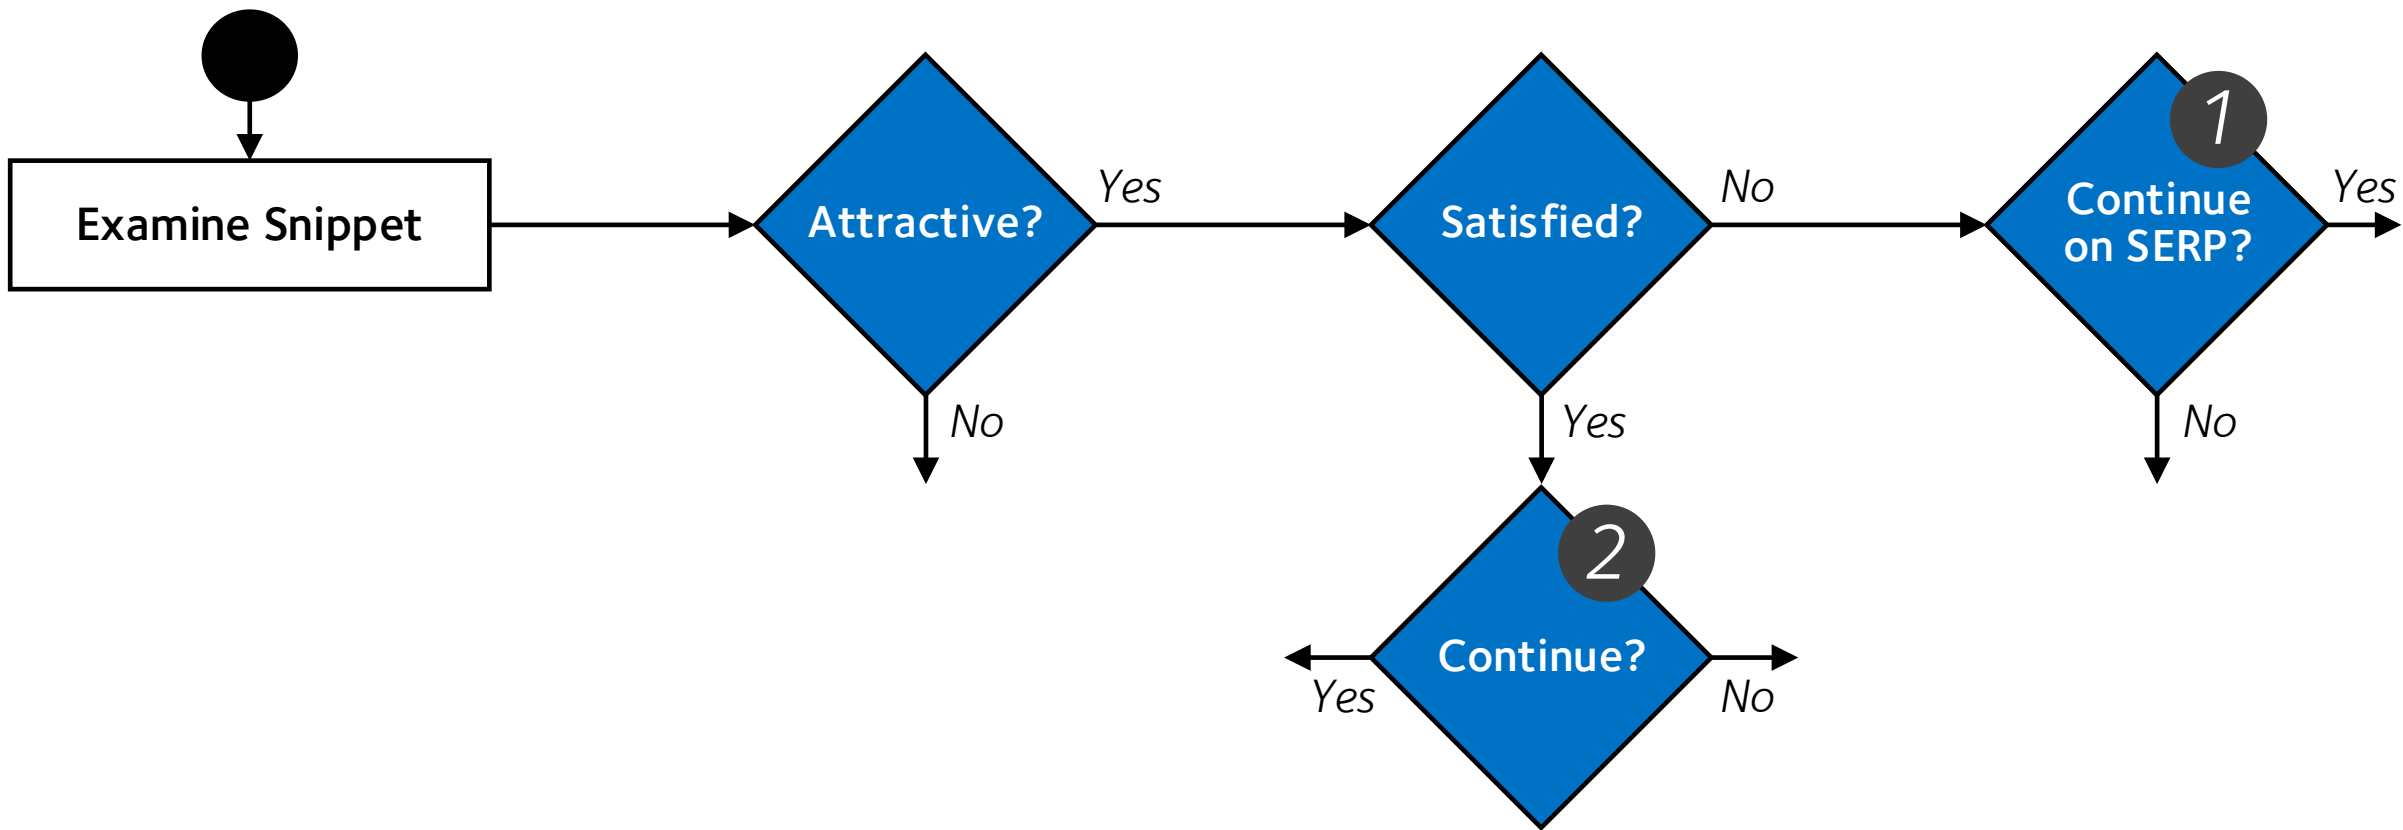 Examine Snippet
Attractive?
Yes
No
Satisfied?
No
Yes
1
Continue
on SERP?
Yes
No
2
Continue?
Yes
No